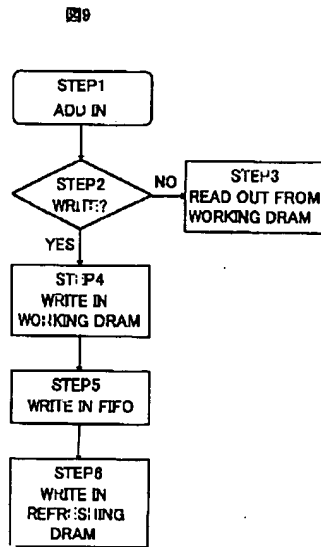 図9
STEP1
ADD IN
STEP2
WRITE?
NO
STEP3
READ OUT FROM
WORKING DRAM
YES
STEP4
WRITE IN
WORKING DRAM
STEP5
WRITE IN FIFO
STEP6
WRITE IN
REFRESHING
DRAM